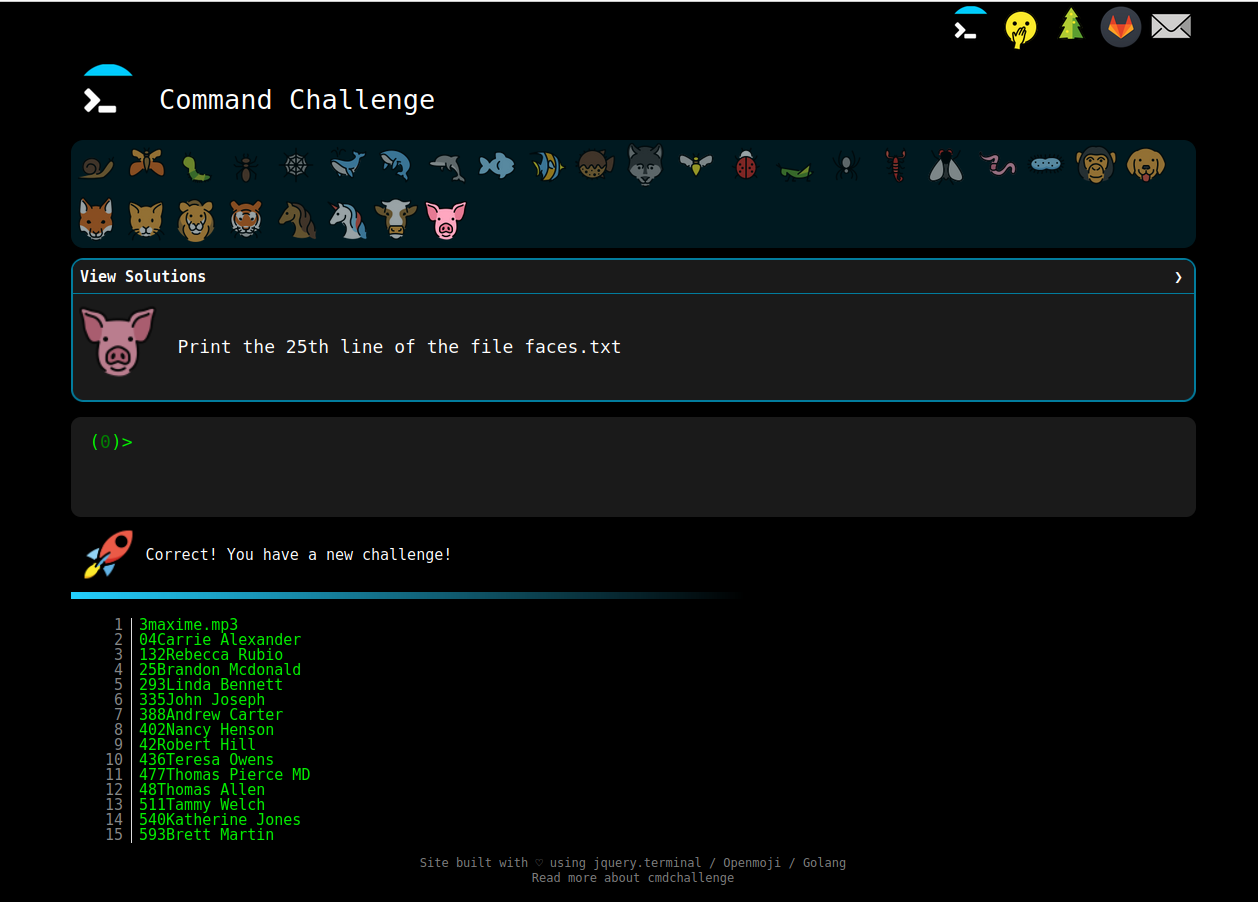 Command Challenge
View Solutions ❯
Print the 25th line of the file faces.txt
(0)>
Correct! You have a new challenge!
1 3maxime.mp3
2 04Carrie Alexander
3 132Rebecca Rubio
4 25Brandon Mcdonald
5 293Linda Bennett
6 335John Joseph
7 388Andrew Carter
8 402Nancy Henson
9 42Robert Hill
10 436Teresa Owens
11 477Thomas Pierce MD
12 48Thomas Allen
13 511Tammy Welch
14 540Katherine Jones
15 593Brett Martin
Site built with ♡ using jquery.terminal / Openmoji / Golang
Read more about cmdchallenge